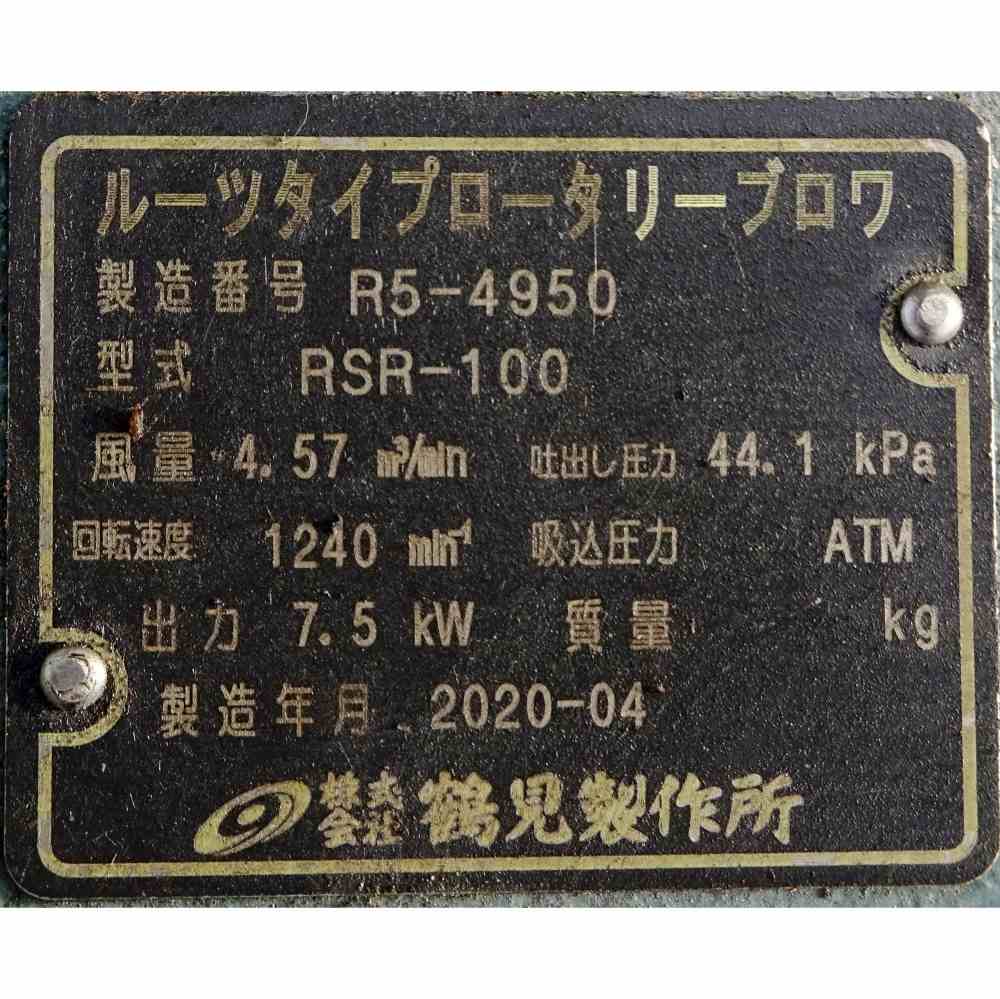 ルーツタイプロータリーブロワ
製造番号 R5-4950
型式 RSR-100
風量 4.57 m³/min 吐出し圧力 44.1 kPa
回転速度 1240 min⁻¹ 吸込圧力 ATM
出力 7.5 kW 質量 kg
製造年月 2020-04
株式会社 鶴見製作所